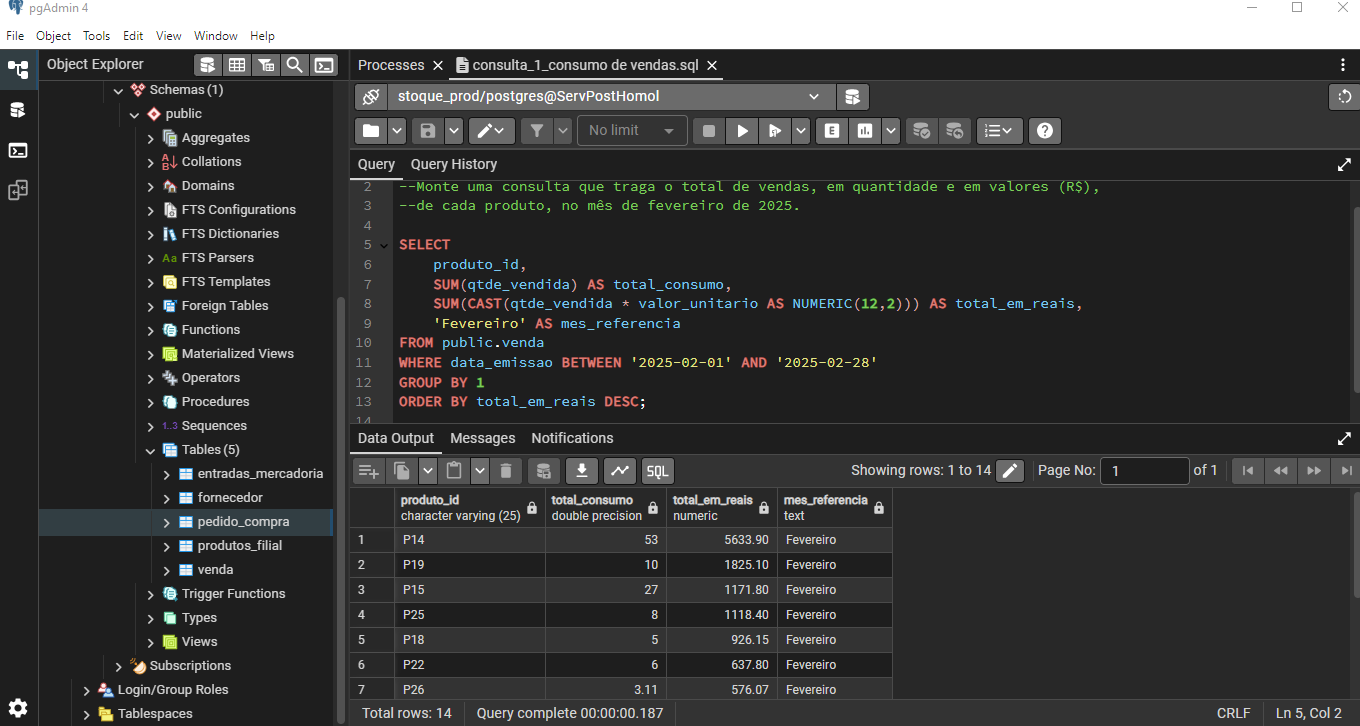 pgAdmin 4
File Object Tools Edit View Window Help
Object Explorer
Schemas (1)
public
Aggregates
Collations
Domains
FTS Configurations
FTS Dictionaries
Aa FTS Parsers
FTS Templates
Foreign Tables
Functions
Materialized Views
Operators
Procedures
1..3 Sequences
Tables (5)
entradas_mercadoria
fornecedor
pedido_compra
produtos_filial
venda
Trigger Functions
Types
Views
Subscriptions
Login/Group Roles
Tablespaces
Processes consulta_1_consumo de vendas.sql
stoque_prod/postgres@ServPostHomol
No limit E
Query Query History
2 --Monte uma consulta que traga o total de vendas, em quantidade e em valores (R$),
3 --de cada produto, no mês de fevereiro de 2025.
4
5 SELECT
6 produto_id,
7 SUM(qtde_vendida) AS total_consumo,
8 SUM(CAST(qtde_vendida * valor_unitario AS NUMERIC(12,2))) AS total_em_reais,
9 'Fevereiro' AS mes_referencia
10 FROM public.venda
11 WHERE data_emissao BETWEEN '2025-02-01' AND '2025-02-28'
12 GROUP BY 1
13 ORDER BY total_em_reais DESC;
14
Data Output Messages Notifications
SQL Showing rows: 1 to 14 Page No: 1 of 1
produto_id total_consumo total_em_reais mes_referencia
character varying (25) double precision numeric text
1 P14 53 5633.90 Fevereiro
2 P19 10 1825.10 Fevereiro
3 P15 27 1171.80 Fevereiro
4 P25 8 1118.40 Fevereiro
5 P18 5 926.15 Fevereiro
6 P22 6 637.80 Fevereiro
7 P26 3.11 576.07 Fevereiro
Total rows: 14 Query complete 00:00:00.187 CRLF Ln 5, Col 2